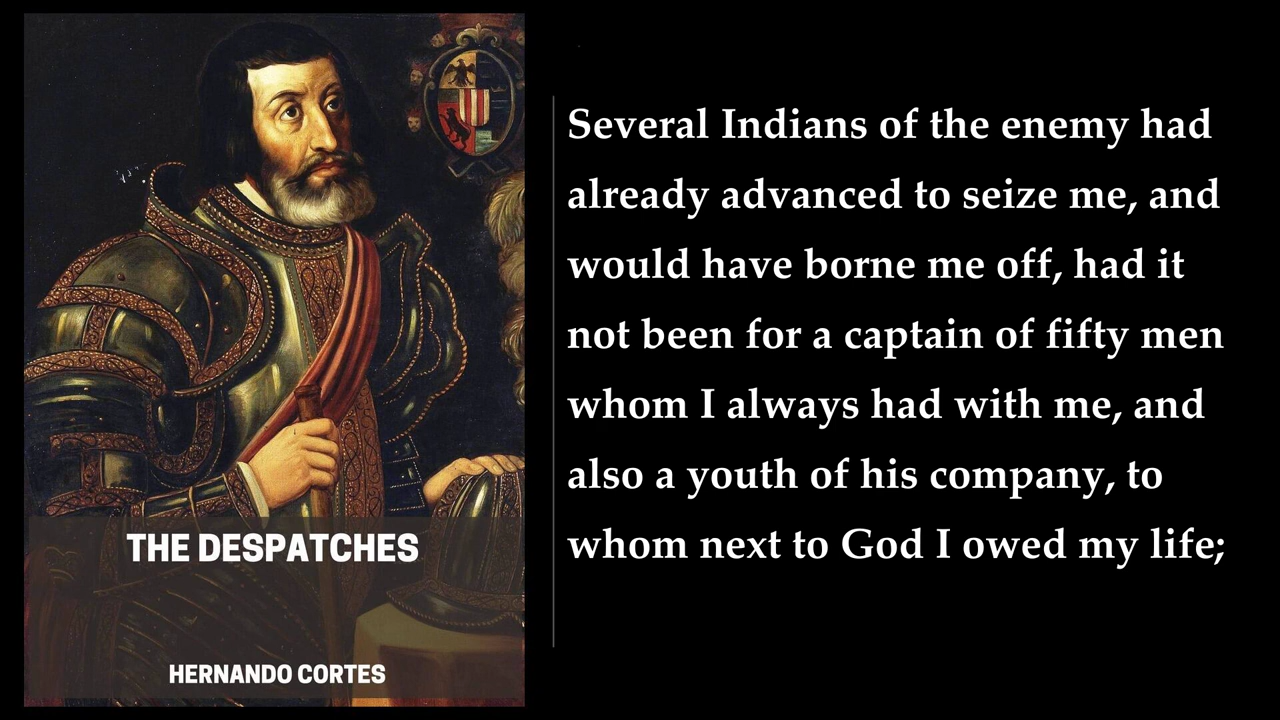 THE DESPATCHES
HERNANDO CORTES
Several Indians of the enemy had
already advanced to seize me, and
would have borne me off, had it
not been for a captain of fifty men
whom I always had with me, and
also a youth of his company, to
whom next to God I owed my life;